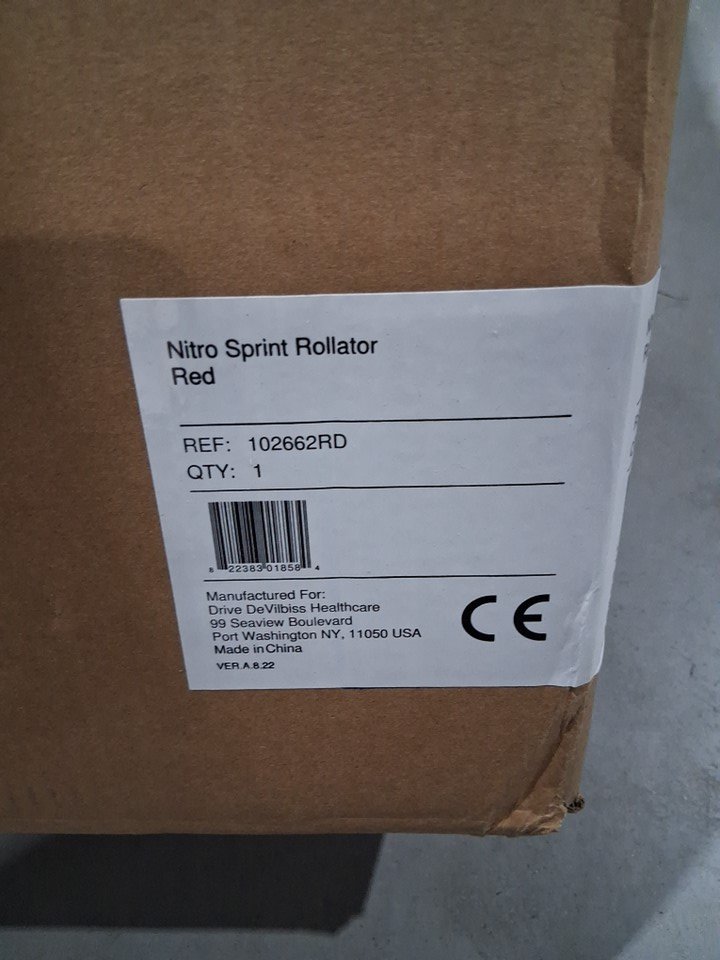 Nitro Sprint Rollator
Red
REF: 102662RD
QTY: 1
8 22383 01858 4
Manufactured For:
Drive DeVilbiss Healthcare
99 Seaview Boulevard
Port Washington NY, 11050 USA
Made in China
VER.A.8.22
CE